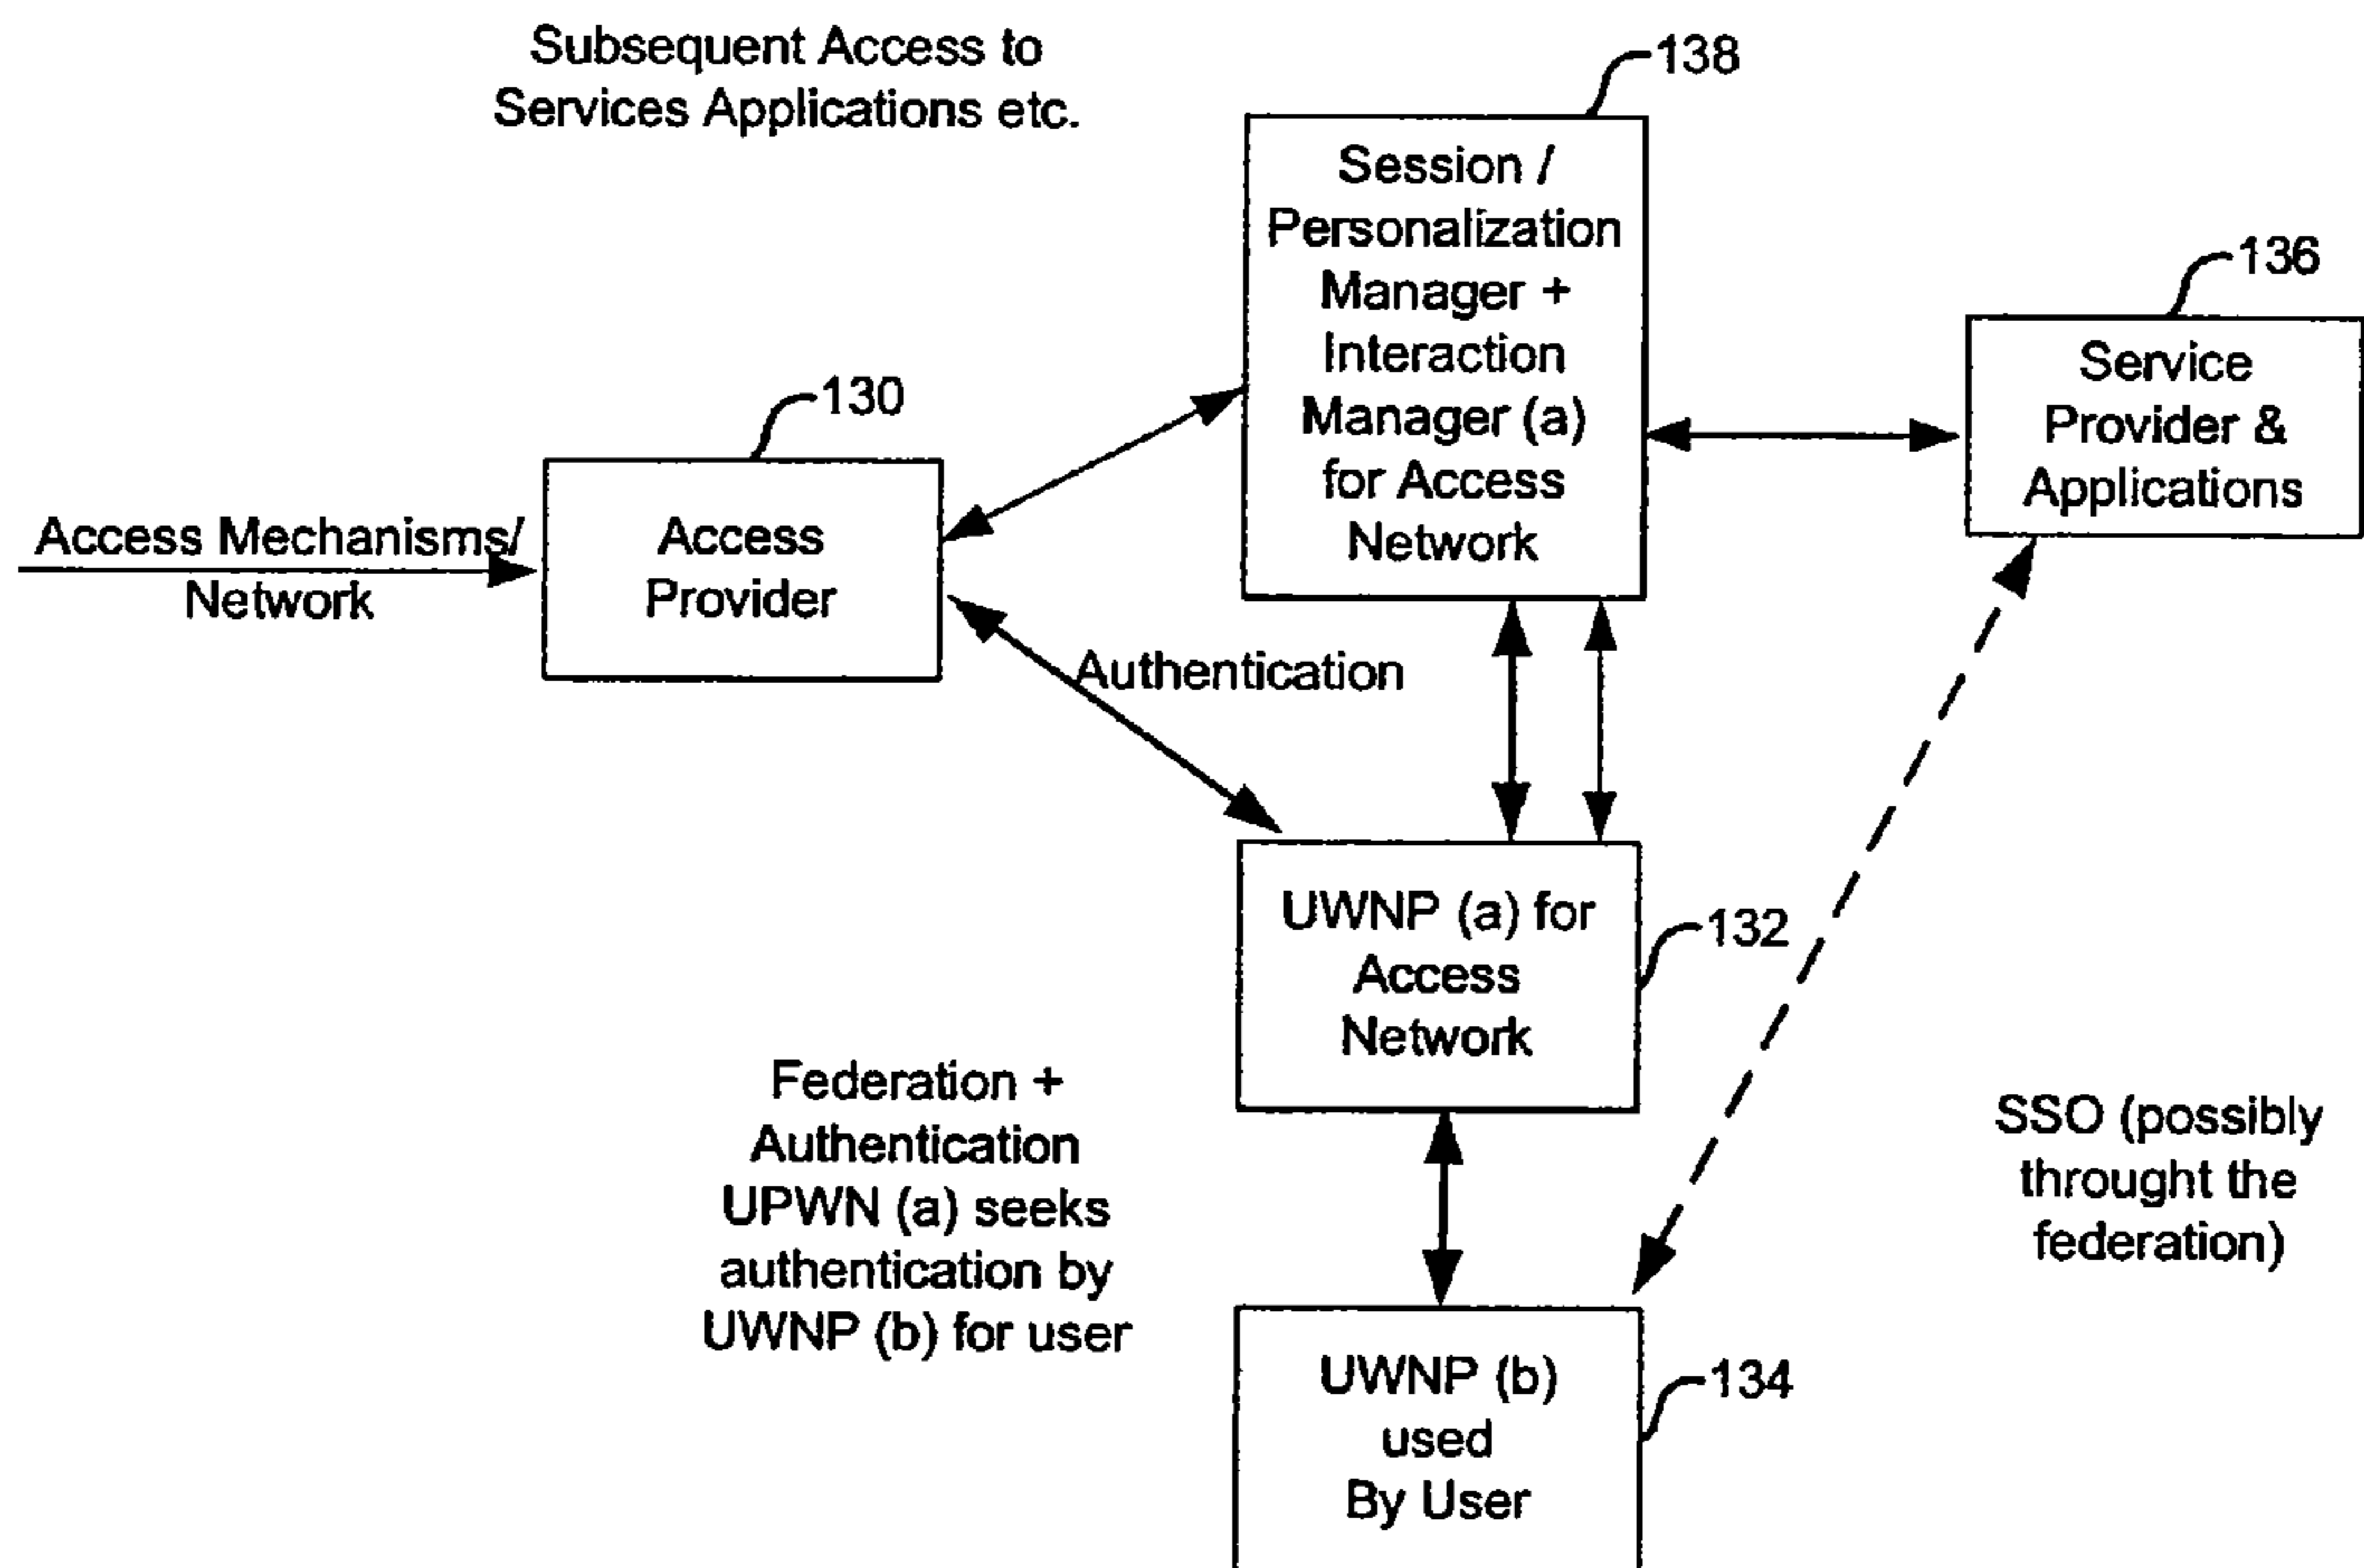 Subsequent Access to
Services Applications etc.
138
Session /
Personalization
Manager +
Interaction
Manager (a)
for Access
Network
136
Service
Provider &
Applications
130
Access
Provider
Access Mechanisms/
Network
Authentication
UWNP (a) for
Access
Network
132
Federation +
Authentication
UPWN (a) seeks
authentication by
UWNP (b) for user
SSO (possibly
throught the
federation)
UWNP (b)
used
By User
134